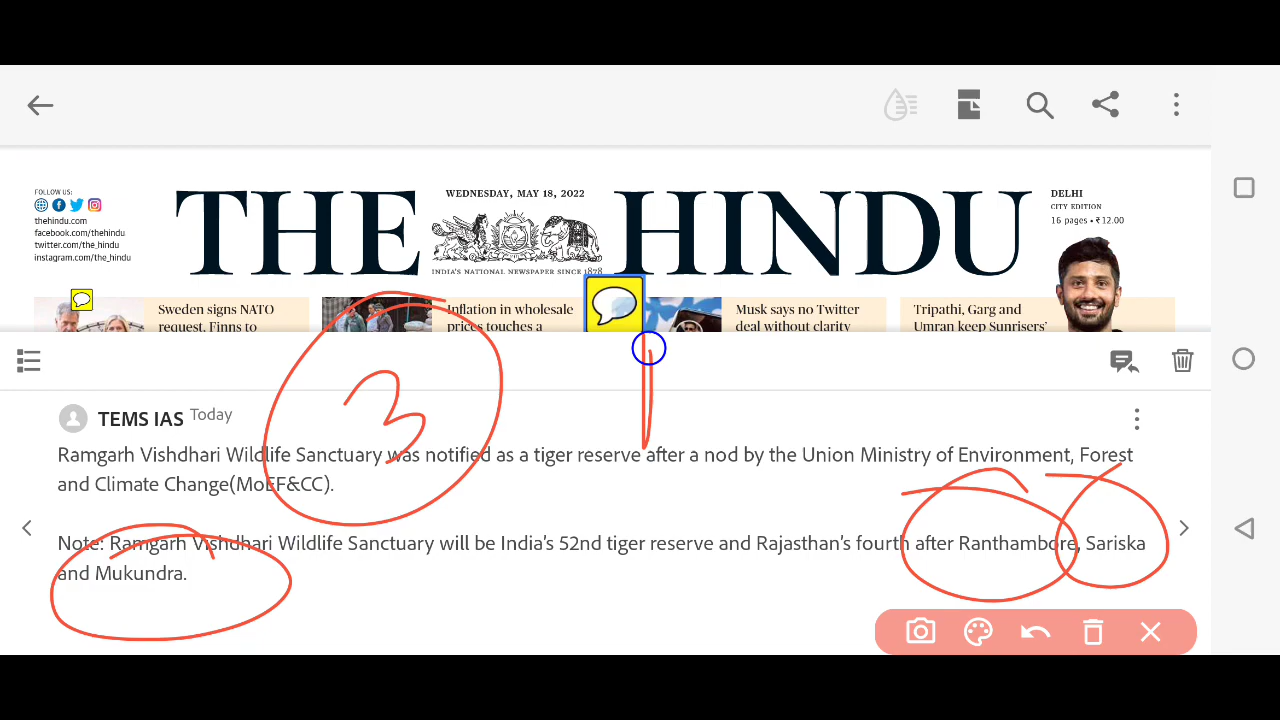 FOLLOW US:
thehindu.com
facebook.com/thehindu
twitter.com/the_hindu
instagram.com/the_hindu
THE HINDU
WEDNESDAY, MAY 18, 2022
INDIA'S NATIONAL NEWSPAPER SINCE 1878
DELHI
CITY EDITION
16 pages • ₹12.00
Sweden signs NATO
request, Finns to
Inflation in wholesale
prices touches a
Musk says no Twitter
deal without clarity
Tripathi, Garg and
Umran keep Sunrisers'
3
TEMS IAS Today
Ramgarh Vishdhari Wildlife Sanctuary was notified as a tiger reserve after a nod by the Union Ministry of Environment, Forest
and Climate Change(MoEF&CC).
Note: Ramgarh Vishdhari Wildlife Sanctuary will be India's 52nd tiger reserve and Rajasthan's fourth after Ranthambore, Sariska
and Mukundra.